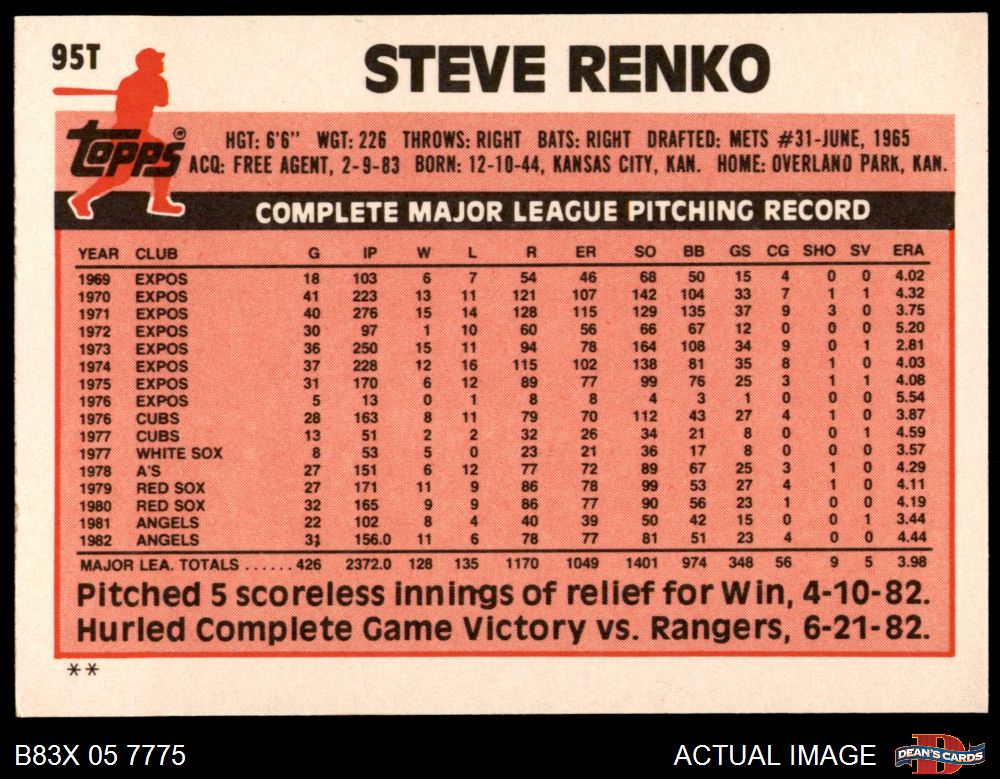 95T
STEVE RENKO
Topps®
HGT: 6'6" WGT: 226 THROWS: RIGHT BATS: RIGHT DRAFTED: METS #31-JUNE, 1965
ACQ: FREE AGENT, 2-9-83 BORN: 12-10-44, KANSAS CITY, KAN. HOME: OVERLAND PARK, KAN.
COMPLETE MAJOR LEAGUE PITCHING RECORD
YEAR CLUB G IP W L R ER SO BB GS CG SHO SV ERA
1969 EXPOS 18 103 6 7 54 46 68 50 15 4 0 0 4.02
1970 EXPOS 41 223 13 11 121 107 142 104 33 7 1 1 4.32
1971 EXPOS 40 276 15 14 128 115 129 135 37 9 3 0 3.75
1972 EXPOS 30 97 1 10 60 56 66 67 12 0 0 0 5.20
1973 EXPOS 36 250 15 11 94 78 164 108 34 9 0 1 2.81
1974 EXPOS 37 228 12 16 115 102 138 81 35 8 1 0 4.03
1975 EXPOS 31 170 6 12 89 77 99 76 25 3 1 1 4.08
1976 EXPOS 5 13 0 1 8 8 4 3 1 0 0 0 5.54
1976 CUBS 28 163 8 11 79 70 112 43 27 4 1 0 3.87
1977 CUBS 13 51 2 2 32 26 34 21 8 0 0 1 4.59
1977 WHITE SOX 8 53 5 0 23 21 36 17 8 0 0 0 3.57
1978 A'S 27 151 6 12 77 72 89 67 25 3 1 0 4.29
1979 RED SOX 27 171 11 9 86 78 99 53 27 4 1 0 4.11
1980 RED SOX 32 165 9 9 86 77 90 56 23 1 0 0 4.19
1981 ANGELS 22 102 8 4 40 39 50 42 15 0 0 1 3.44
1982 ANGELS 31 156.0 11 6 78 77 81 51 23 4 0 0 4.44
MAJOR LEA. TOTALS ...... 426 2372.0 128 135 1170 1049 1401 974 348 56 9 5 3.98
Pitched 5 scoreless innings of relief for Win, 4-10-82.
Hurled Complete Game Victory vs. Rangers, 6-21-82.
**
B83X 05 7775 ACTUAL IMAGE DEAN'S CARDS